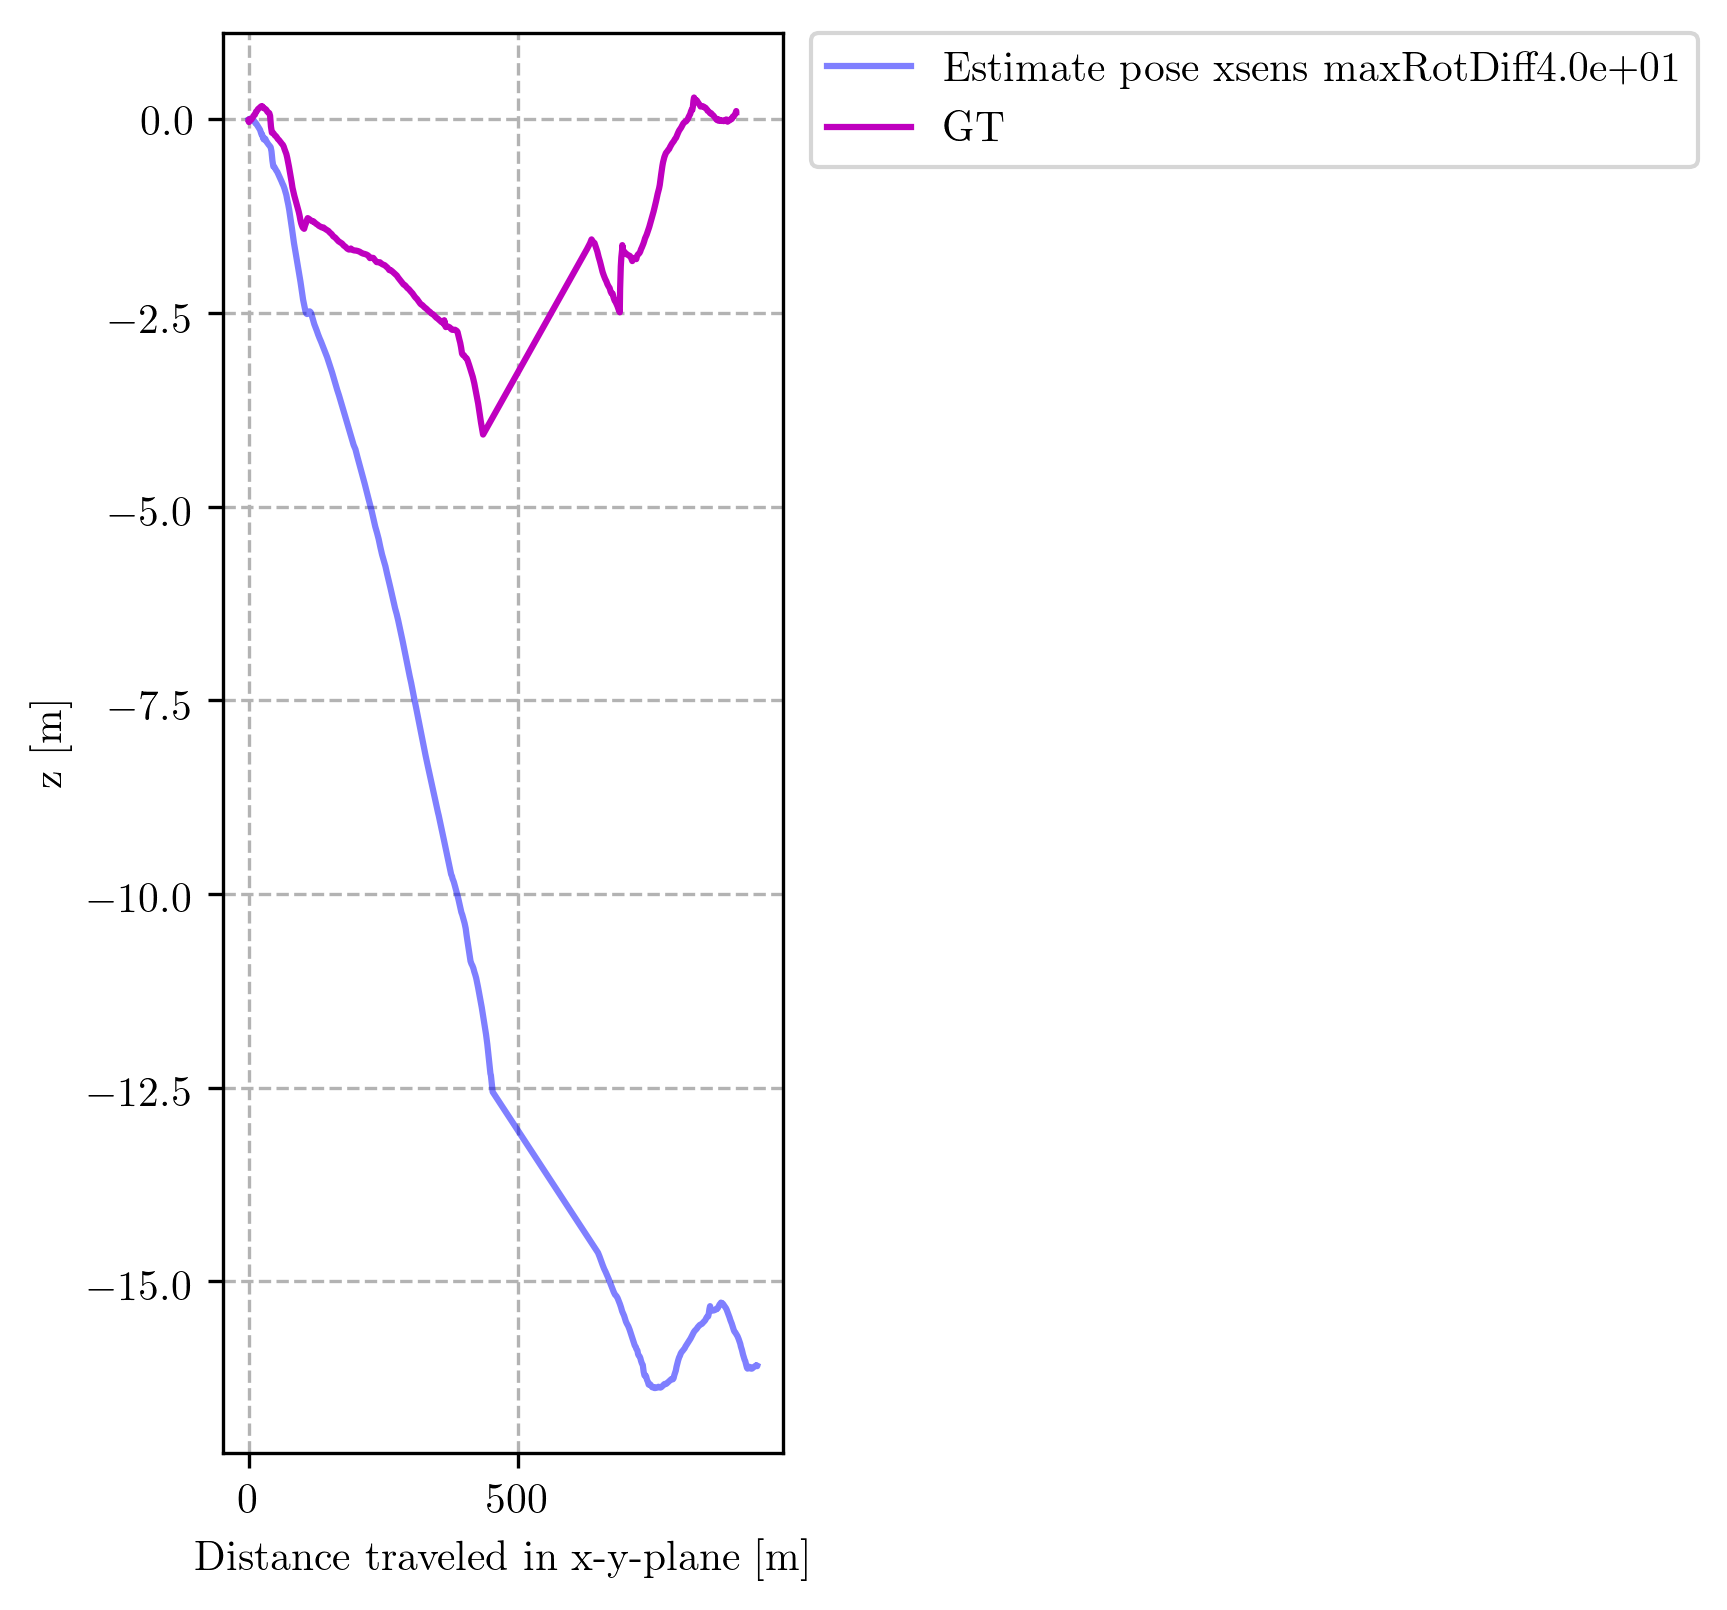 Estimate pose xsens maxRotDiff4.0e+01
GT
0.0
−2.5
−5.0
−7.5
−10.0
−12.5
−15.0
z [m]
0 500
Distance traveled in x-y-plane [m]